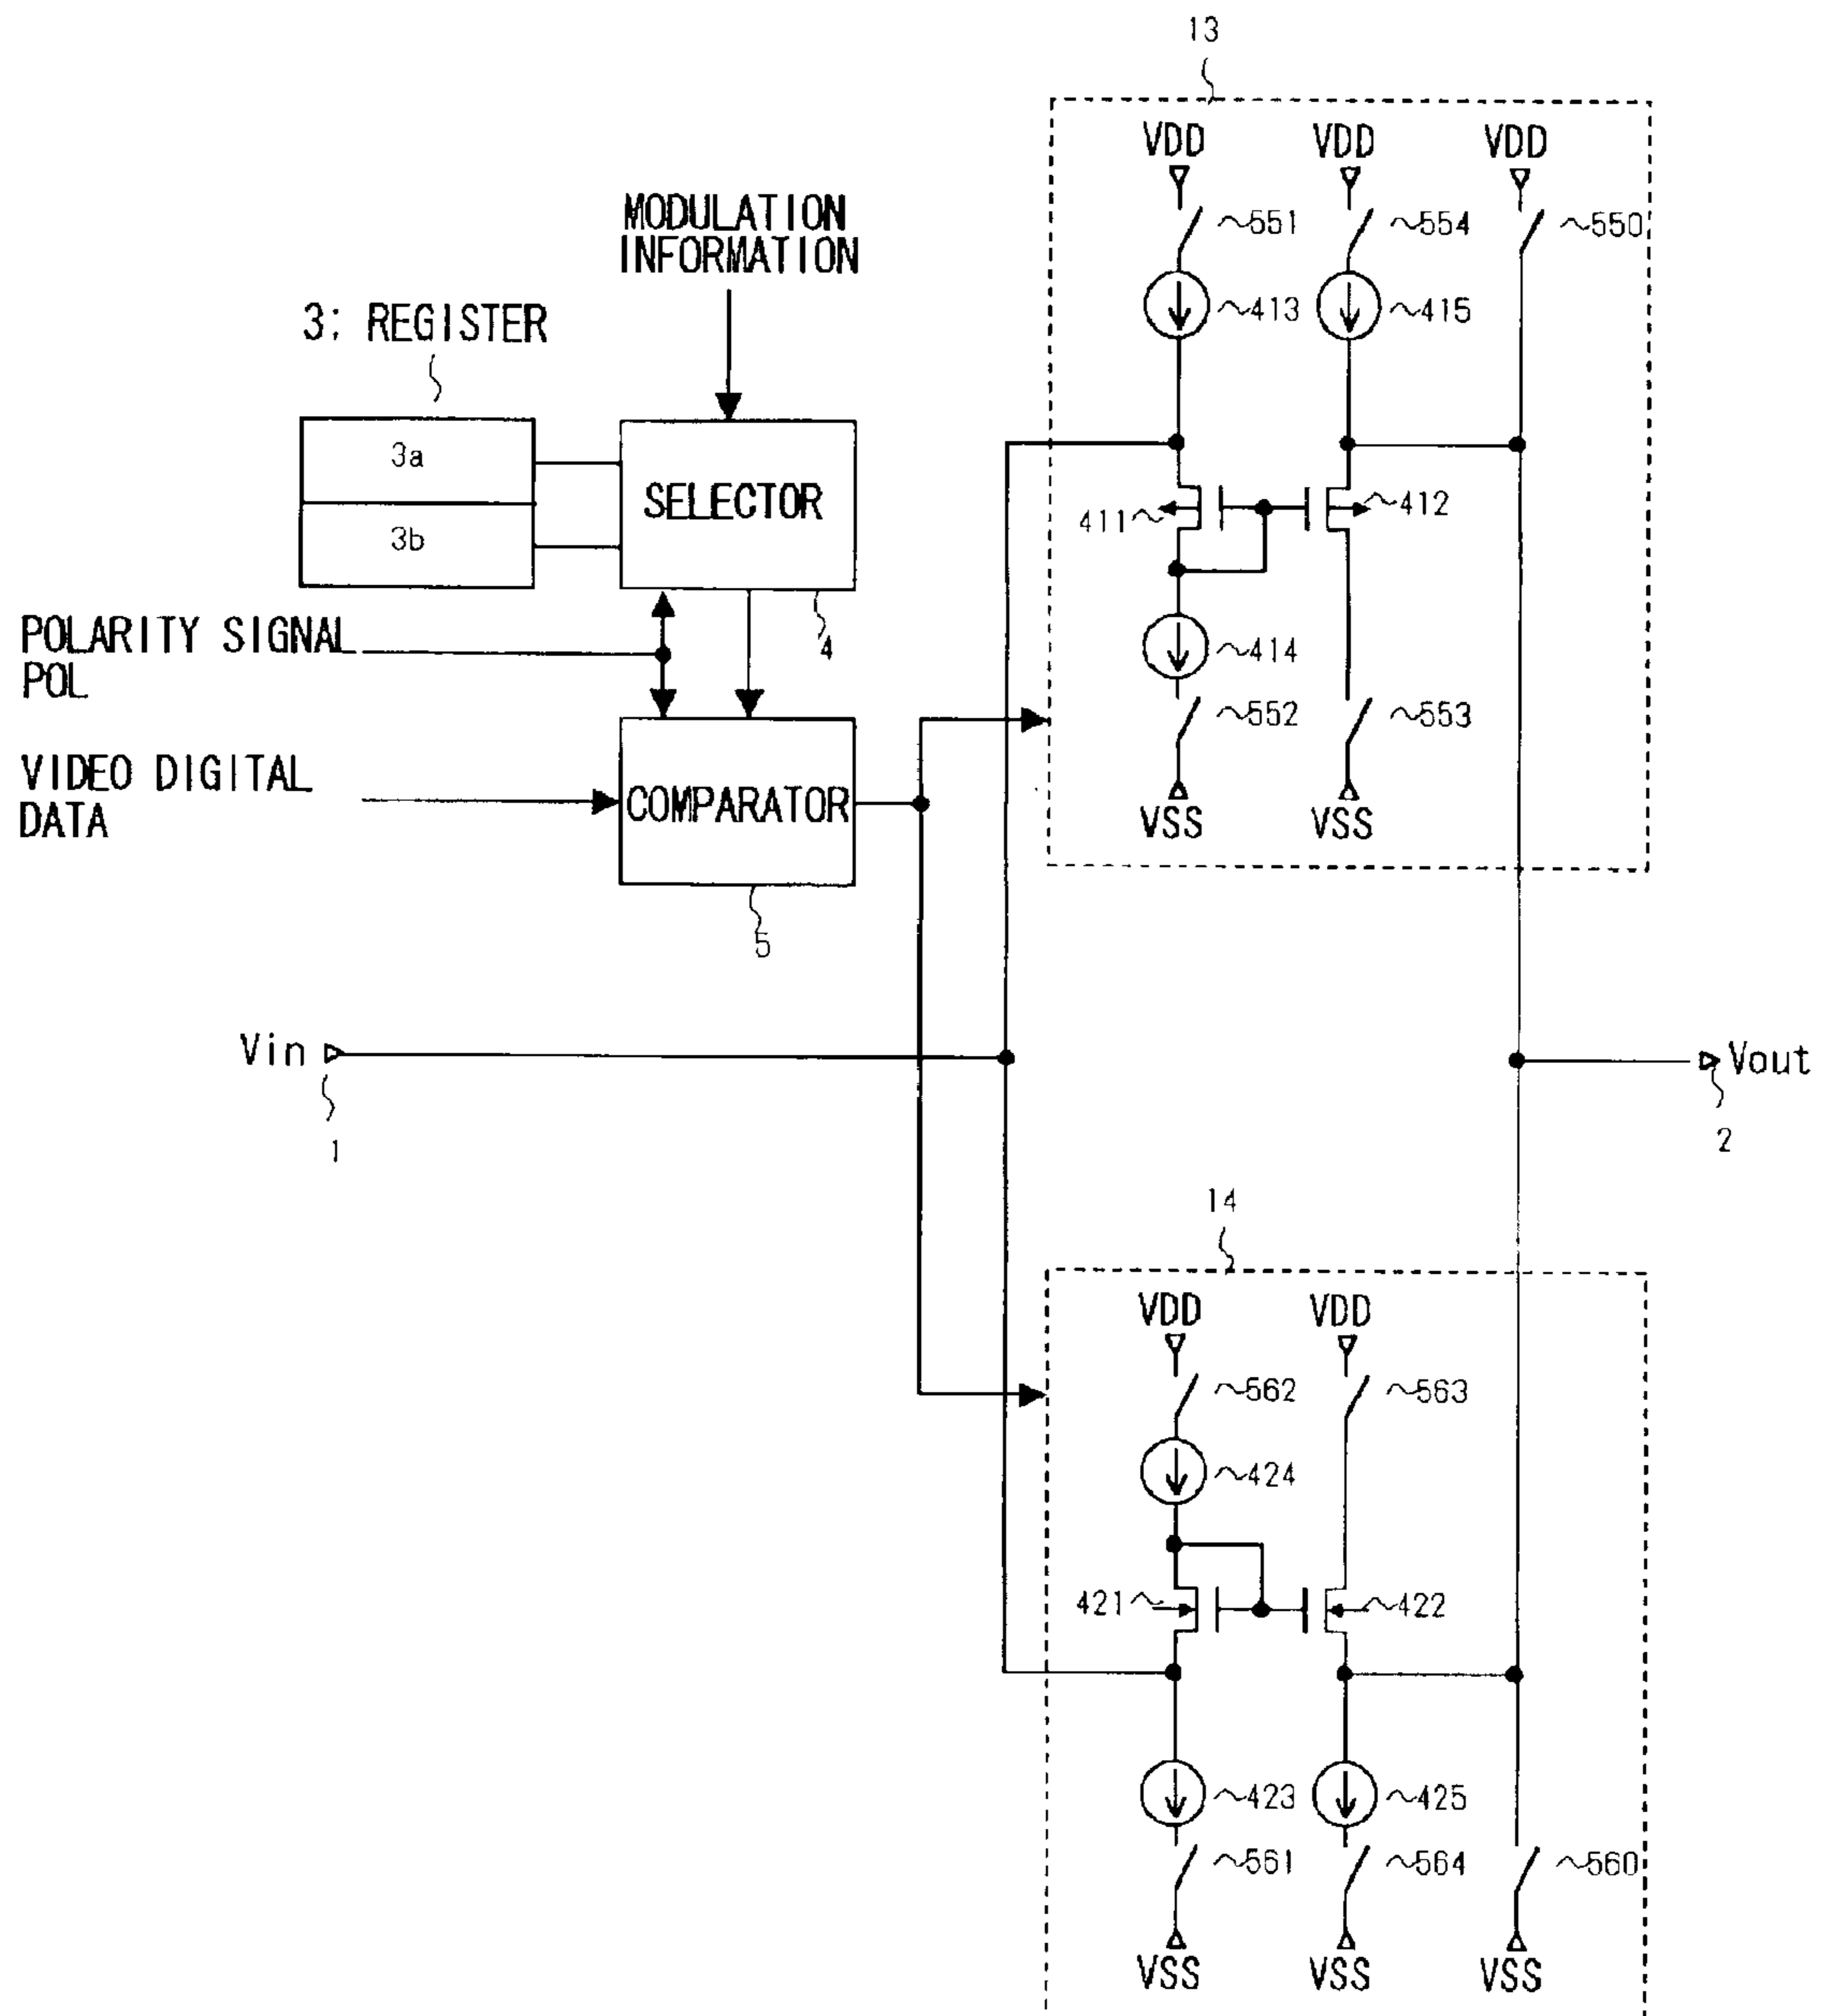 13
VDD VDD VDD
551 554 550
413 415
411 412
414
552 553
VSS VSS
MODULATION
INFORMATION
3: REGISTER
3a
3b
SELECTOR
4
POLARITY SIGNAL
POL
VIDEO DIGITAL
DATA
COMPARATOR
5
Vin
1
Vout
2
14
VDD VDD
562 563
424
421 422
423 425
561 564 560
VSS VSS VSS